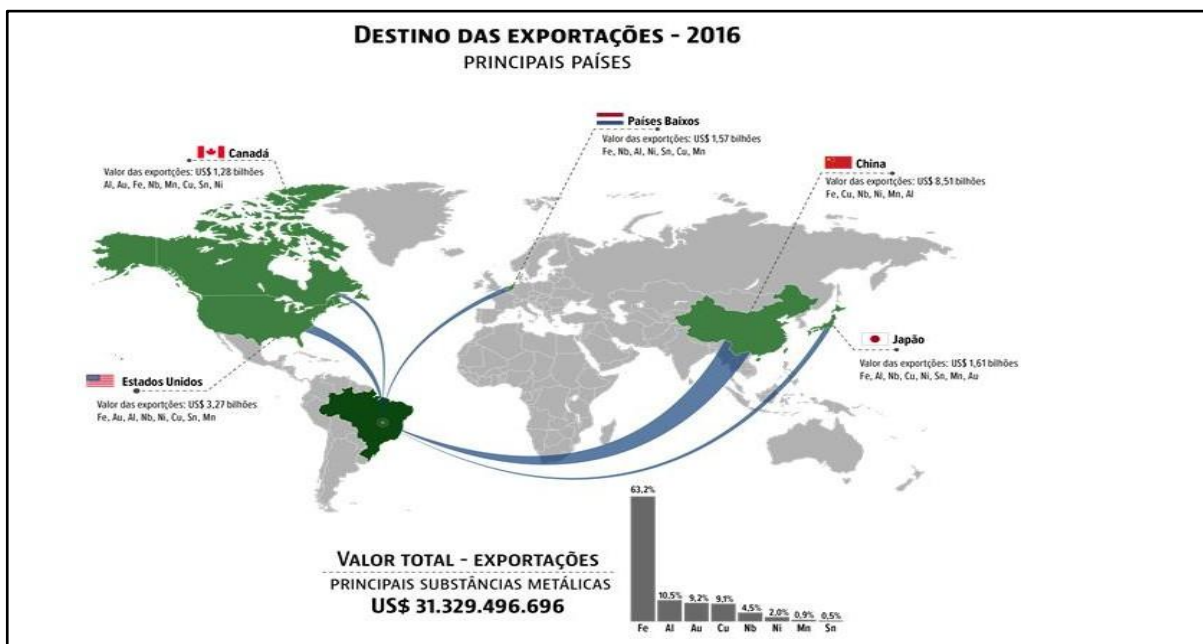 DESTINO DAS EXPORTAÇÕES - 2016
PRINCIPAIS PAÍSES
Canadá
Valor das exportções: US$ 1,28 bilhões
Al, Au, Fe, Nb, Mn, Cu, Sn, Ni
Países Baixos
Valor das exportções: US$ 1,57 bilhões
Fe, Nb, Al, Ni, Sn, Cu, Mn
China
Valor das exportções: US$ 8,51 bilhões
Fe, Cu, Nb, Ni, Mn, Al
Japão
Valor das exportções: US$ 1,61 bilhões
Fe, Al, Nb, Cu, Ni, Sn, Mn, Au
Estados Unidos
Valor das exportções: US$ 3,27 bilhões
Fe, Au, Al, Nb, Ni, Cu, Sn, Mn
VALOR TOTAL - EXPORTAÇÕES
PRINCIPAIS SUBSTÂNCIAS METÁLICAS
US$ 31.329.496.696
63,2%
10,5% 9,2% 9,1% 4,5% 2,0% 0,9% 0,5%
Fe Al Au Cu Nb Ni Mn Sn